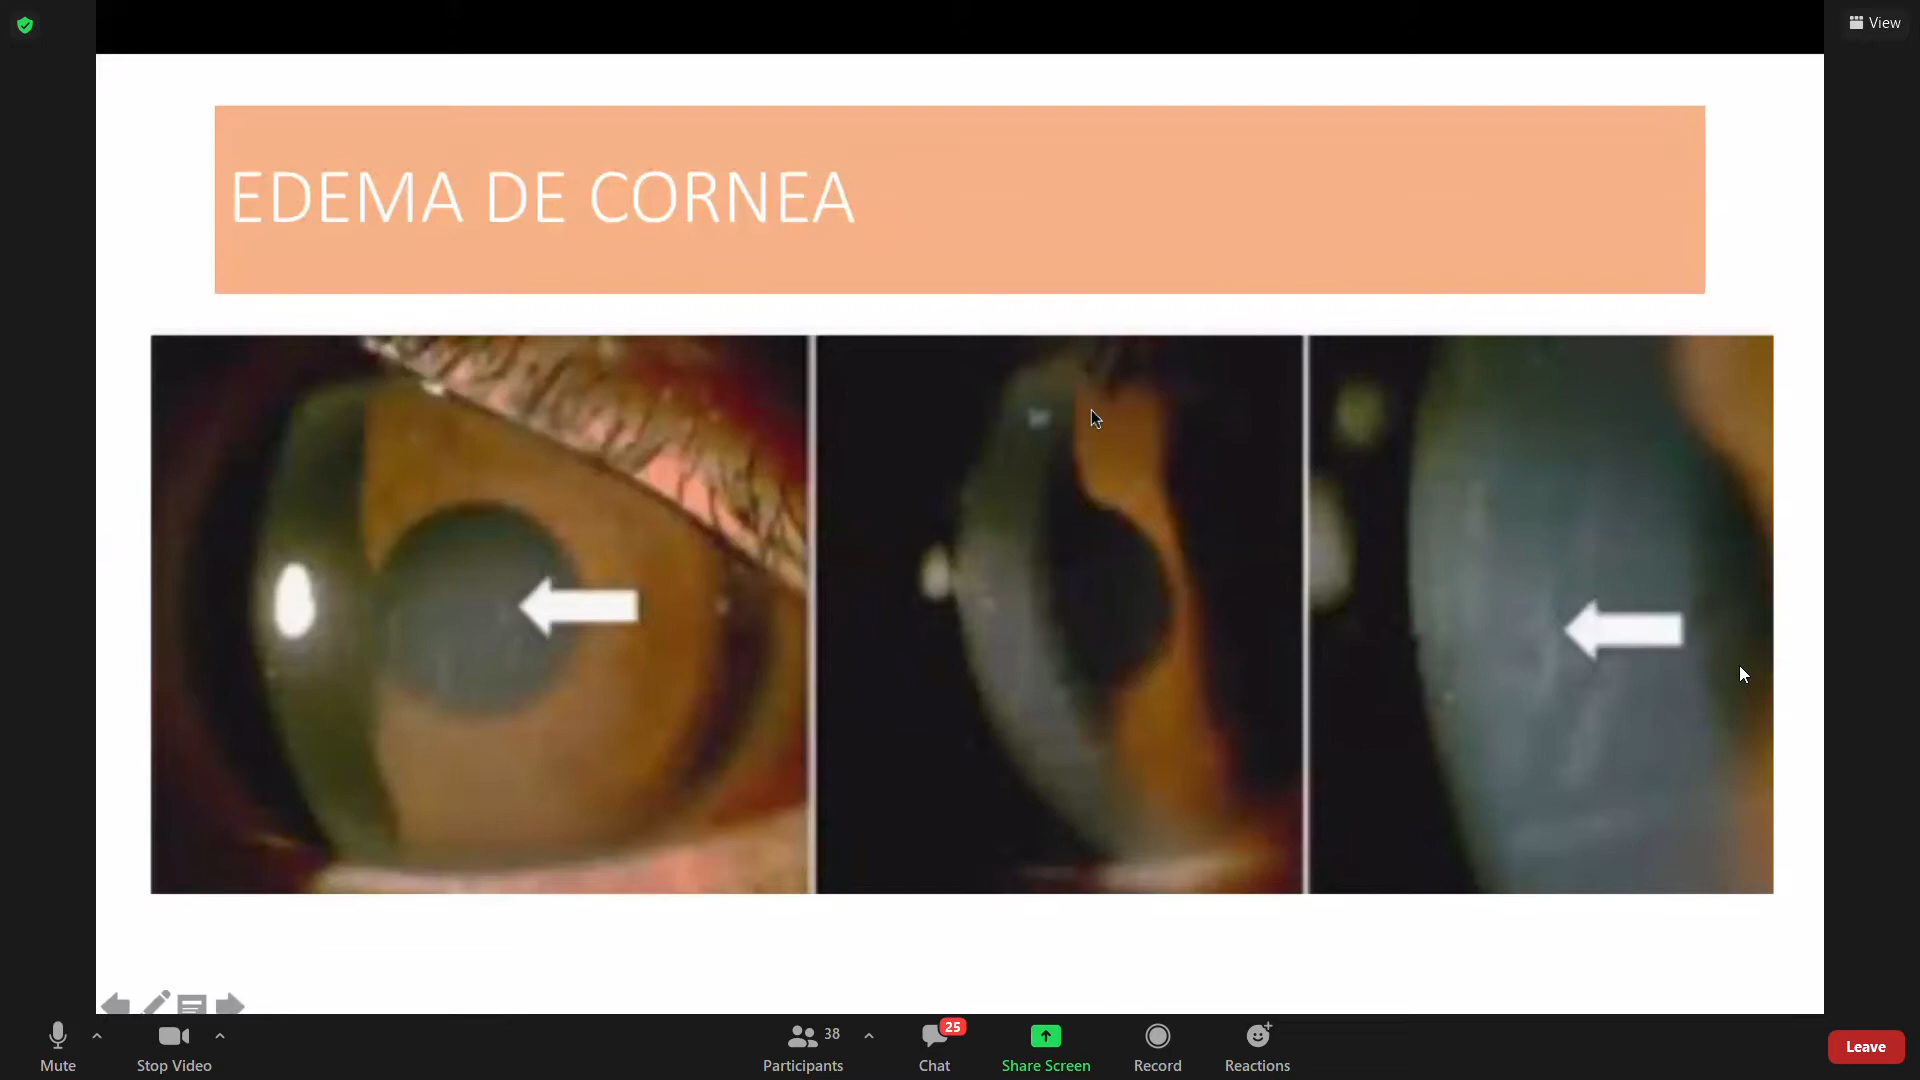 View
EDEMA DE CORNEA
Mute
Stop Video
38
Participants
25
Chat
Share Screen
Record
Reactions
Leave